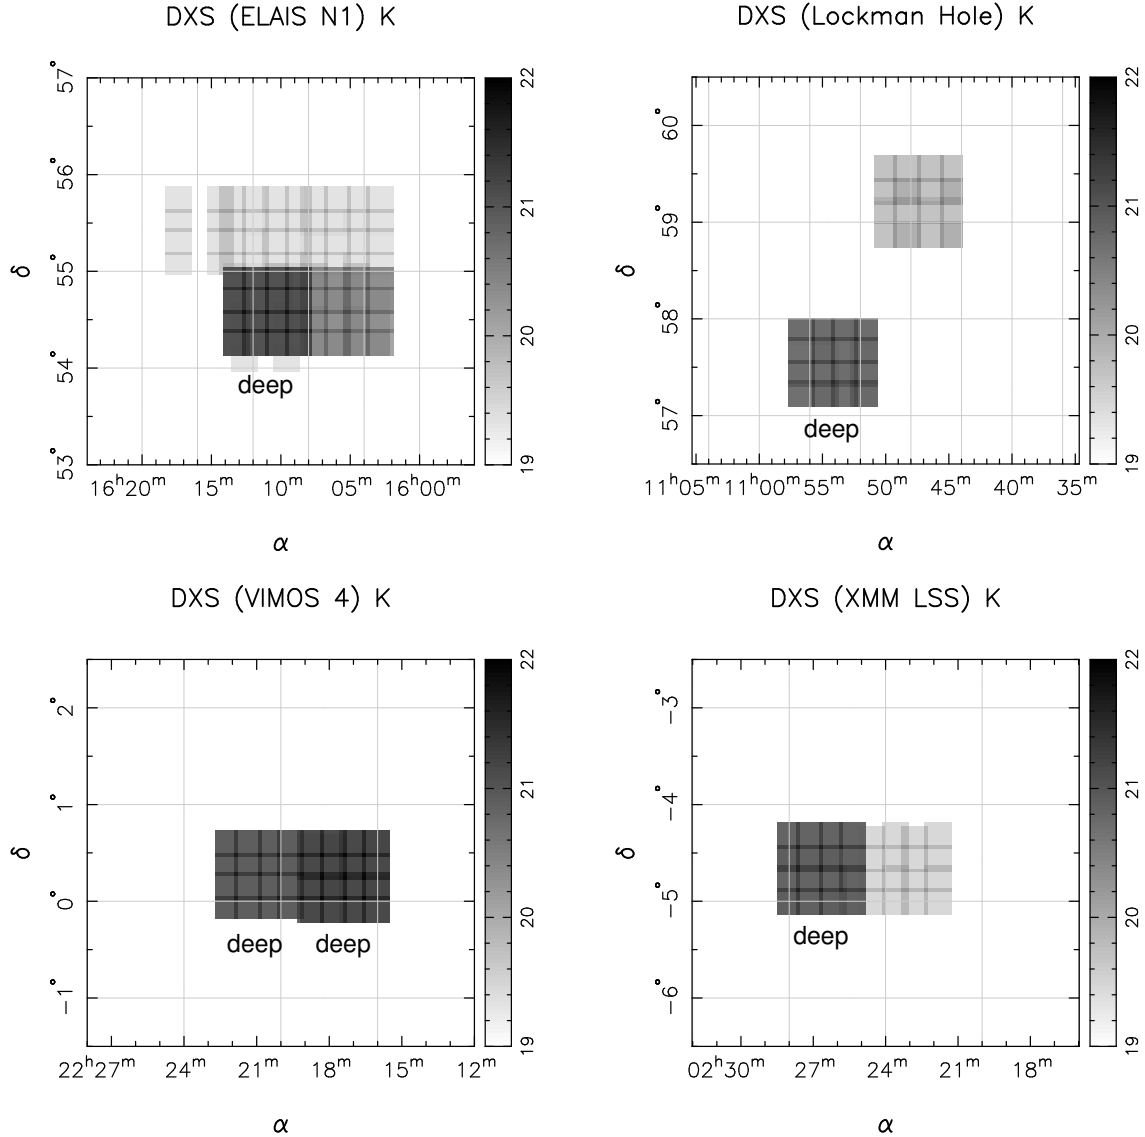 DXS (ELAIS N1) K
57°
56°
55°
54°
53°
δ
deep
16ʰ20ᵐ 15ᵐ 10ᵐ 05ᵐ 16ʰ00ᵐ
α
22
21
20
19
DXS (Lockman Hole) K
60°
59°
58°
57°
δ
deep
11ʰ05ᵐ 11ʰ00ᵐ 55ᵐ 50ᵐ 45ᵐ 40ᵐ 35ᵐ
α
22
21
20
19
DXS (VIMOS 4) K
2°
1°
0°
−1°
δ
deep deep
22ʰ27ᵐ 24ᵐ 21ᵐ 18ᵐ 15ᵐ 12ᵐ
α
22
21
20
19
DXS (XMM LSS) K
−3°
−4°
−5°
−6°
δ
deep
02ʰ30ᵐ 27ᵐ 24ᵐ 21ᵐ 18ᵐ
α
22
21
20
19